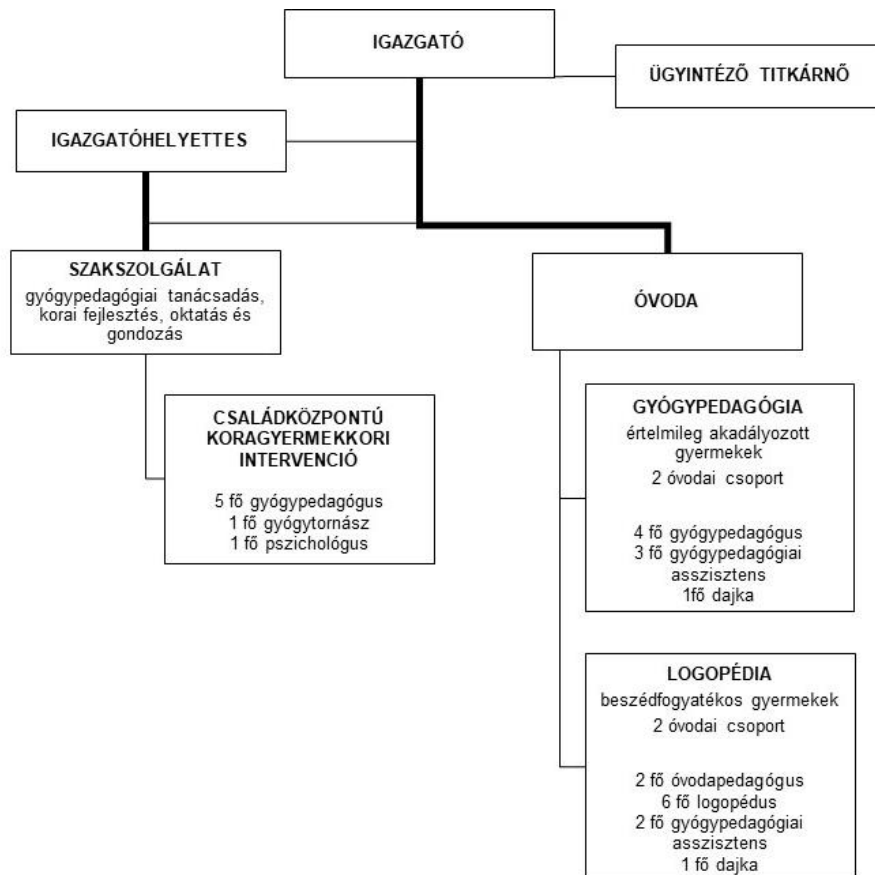 IGAZGATÓ
ÜGYINTÉZŐ TITKÁRNŐ
IGAZGATÓHELYETTES
SZAKSZOLGÁLAT
gyógypedagógiai tanácsadás,
korai fejlesztés, oktatás és
gondozás
ÓVODA
CSALÁDKÖZPONTÚ
KORAGYERMEKKORI
INTERVENCIÓ
5 fő gyógypedagógus
1 fő gyógytornász
1 fő pszichológus
GYÓGYPEDAGÓGIA
értelmileg akadályozott
gyermekek
2 óvodai csoport
4 fő gyógypedagógus
3 fő gyógypedagógiai
asszisztens
1fő dajka
LOGOPÉDIA
beszédfogyatékos gyermekek
2 óvodai csoport
2 fő óvodapedagógus
6 fő logopédus
2 fő gyógypedagógiai
asszisztens
1 fő dajka